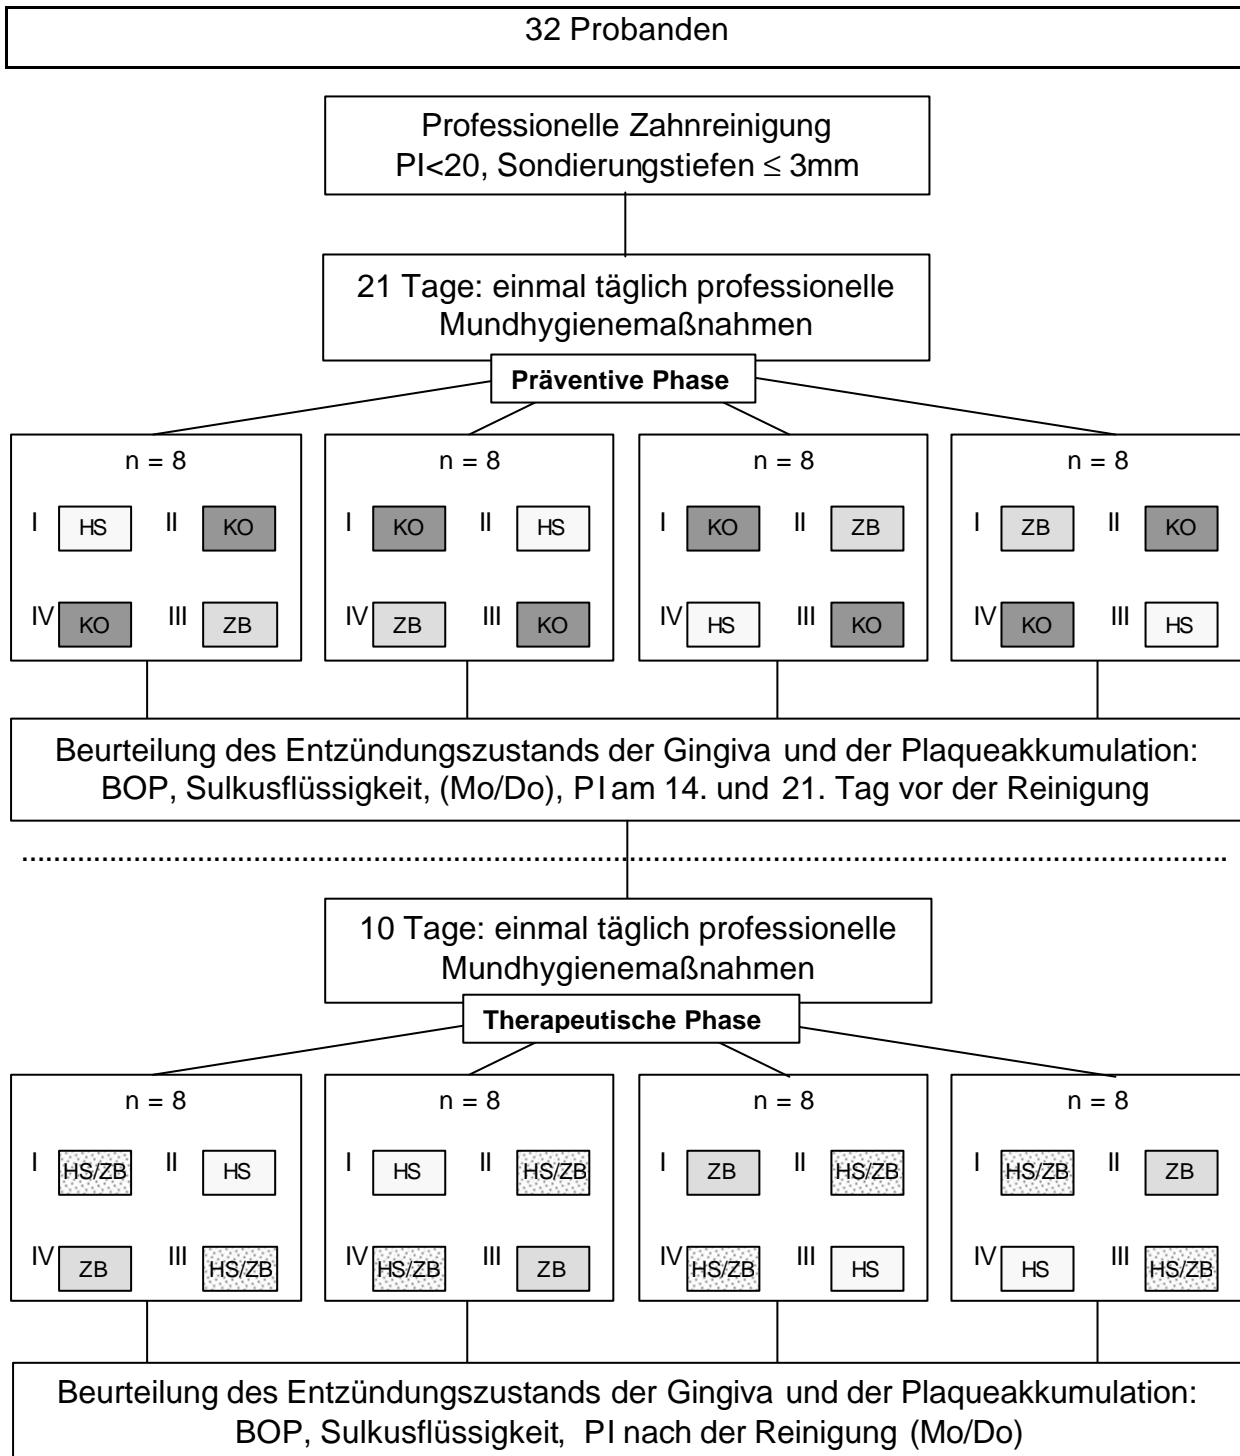 32 Probanden
Professionelle Zahnreinigung
PI<20, Sondierungstiefen ≤ 3mm
21 Tage: einmal täglich professionelle
Mundhygienemaßnahmen
Präventive Phase
n = 8
I HS II KO
IV KO III ZB
n = 8
I KO II HS
IV ZB III KO
n = 8
I KO II ZB
IV HS III KO
n = 8
I ZB II KO
IV KO III HS
Beurteilung des Entzündungszustands der Gingiva und der Plaqueakkumulation:
BOP, Sulkusflüssigkeit, (Mo/Do), PI am 14. und 21. Tag vor der Reinigung
10 Tage: einmal täglich professionelle
Mundhygienemaßnahmen
Therapeutische Phase
n = 8
I HS/ZB II HS
IV ZB III HS/ZB
n = 8
I HS II HS/ZB
IV HS/ZB III ZB
n = 8
I ZB II HS/ZB
IV HS/ZB III HS
n = 8
I HS/ZB II ZB
IV HS III HS/ZB
Beurteilung des Entzündungszustands der Gingiva und der Plaqueakkumulation:
BOP, Sulkusflüssigkeit, PI nach der Reinigung (Mo/Do)